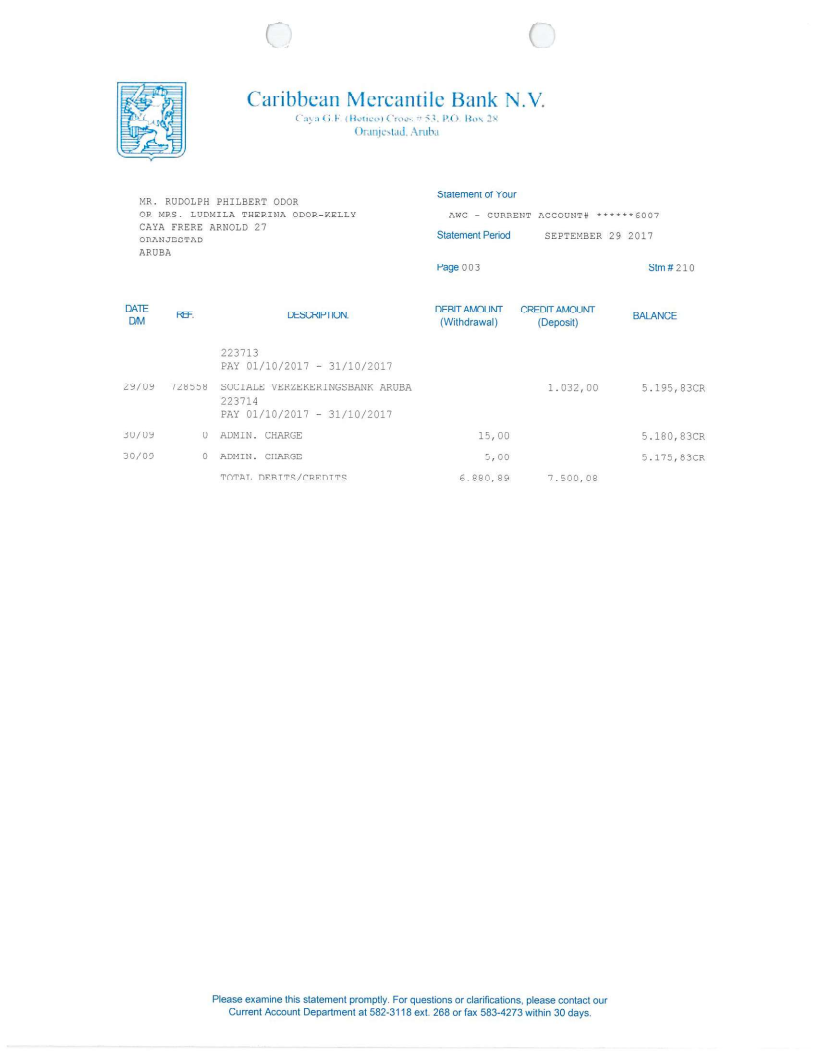 Caribbean Mercantile Bank N.V.
Caya G.F. (Betico) Croes # 53, P.O. Box 28
Oranjestad, Aruba
MR. RUDOLPH PHILBERT ODOR
OR MRS. LUDMILA THERINA ODOR-KELLY
CAYA FRERE ARNOLD 27
ORANJESTAD
ARUBA
Statement of Your
AWG - CURRENT ACCOUNT# ******6007
Statement Period SEPTEMBER 29 2017
Page 003 Stm # 210
DATE D/M REF. DESCRIPTION. DEBIT AMOUNT (Withdrawal) CREDIT AMOUNT (Deposit) BALANCE
223713
PAY 01/10/2017 - 31/10/2017
29/09 728558 SOCIALE VERZEKERINGSBANK ARUBA 1.032,00 5.195,83CR
223714
PAY 01/10/2017 - 31/10/2017
30/09 0 ADMIN. CHARGE 15,00 5.180,83CR
30/09 0 ADMIN. CHARGE 5,00 5.175,83CR
TOTAL DEBITS/CREDITS 6.880,89 7.500,08
Please examine this statement promptly. For questions or clarifications, please contact our
Current Account Department at 582-3118 ext. 268 or fax 583-4273 within 30 days.